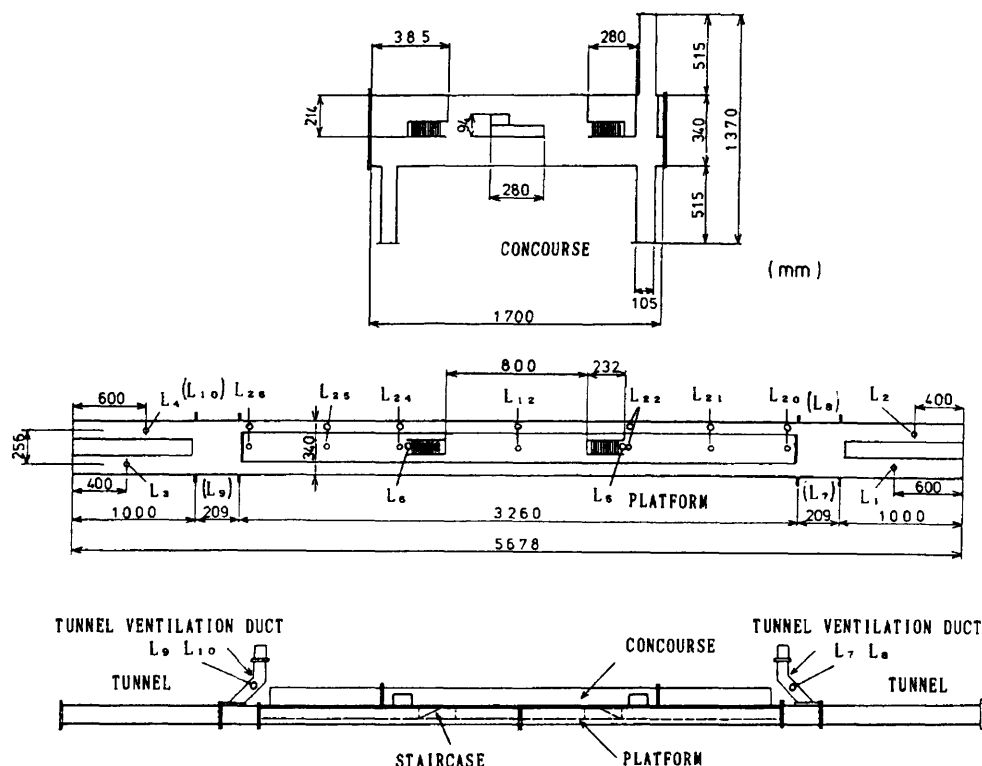 385
280
515
214
94
340
1370
280
515
CONCOURSE
(mm)
105
1700
800
232
600
(L10)
L26
L25
L24
L12
L22
L21
L20
(L8)
L2
400
L4
256
340
L6
L5
400
L3
(L9)
PLATFORM
(L7)
L1
600
1000
209
3260
209
1000
5678
TUNNEL VENTILATION DUCT
L9 L10
CONCOURSE
TUNNEL VENTILATION DUCT
L7 L8
TUNNEL
TUNNEL
STAIRCASE
PLATFORM